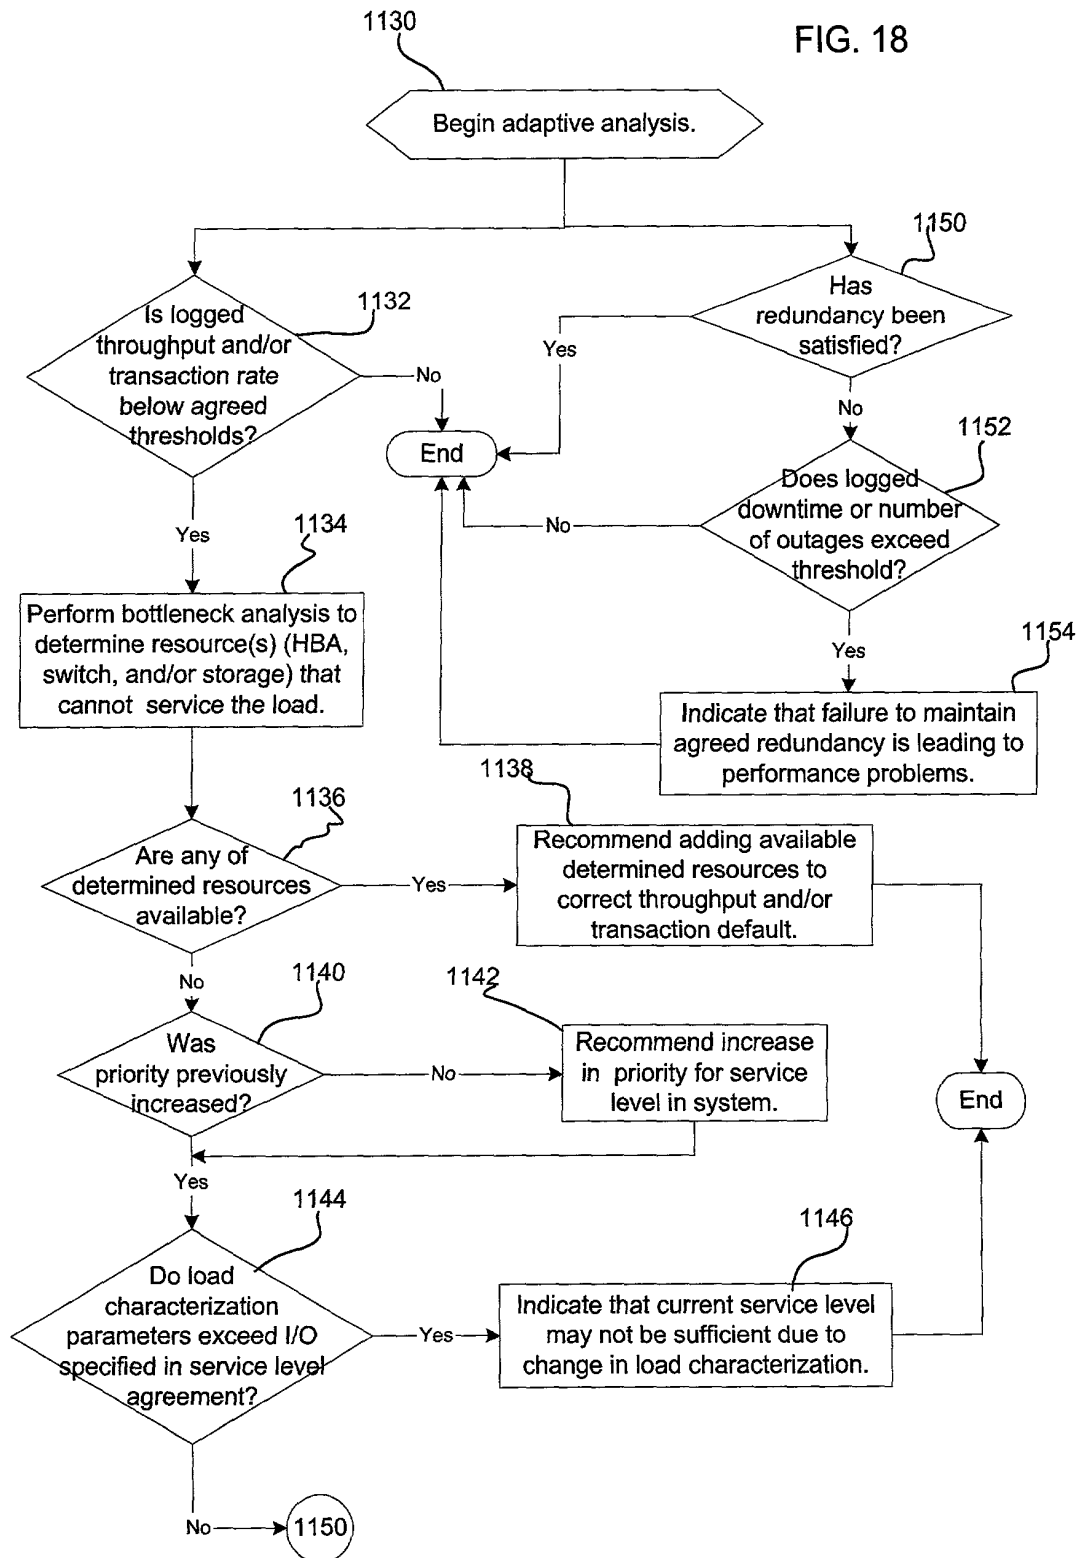 1130
FIG. 18
Begin adaptive analysis.
1150
Has
redundancy been
satisfied?
1132
Is logged
throughput and/or
transaction rate
below agreed
thresholds?
Yes
No
End
No
1152
Does logged
downtime or number
of outages exceed
threshold?
No
Yes
1134
Yes
Perform bottleneck analysis to
determine resource(s) (HBA,
switch, and/or storage) that
cannot service the load.
1154
Indicate that failure to maintain
agreed redundancy is leading to
performance problems.
1136
Are any of
determined resources
available?
Yes
1138
Recommend adding available
determined resources to
correct throughput and/or
transaction default.
No
1140
Was
priority previously
increased?
No
1142
Recommend increase
in priority for service
level in system.
End
Yes
1144
Do load
characterization
parameters exceed I/O
specified in service level
agreement?
Yes
1146
Indicate that current service level
may not be sufficient due to
change in load characterization.
No
1150